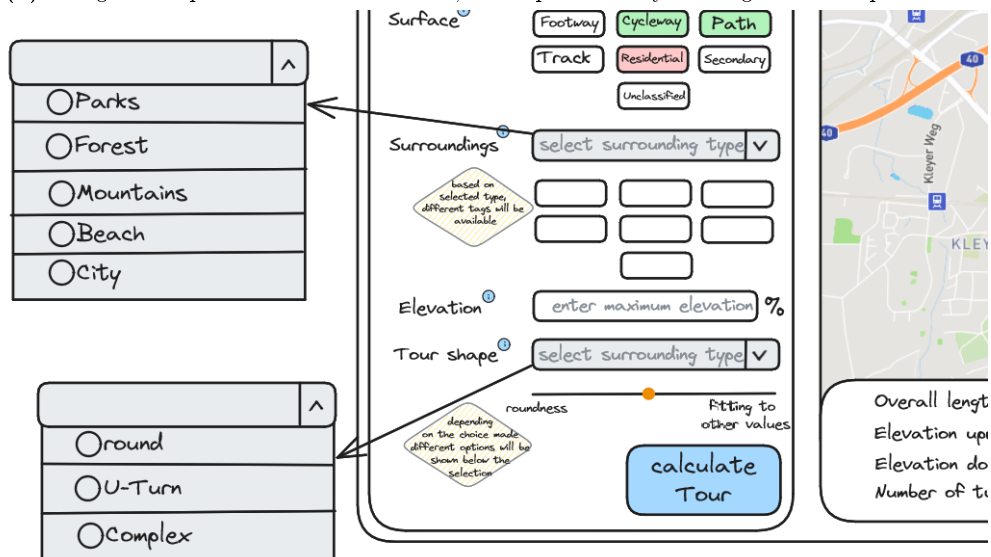 Surface
Footway
Cycleway
Path
Track
Residential
Secondary
Unclassified
Parks
Forest
Mountains
Beach
City
Surroundings
select surrounding type
based on
selected type,
different tags will be
available
Elevation
enter maximum elevation
%
Tour shape
select surrounding type
roundness
fitting to
other values
depending
on the choice made
different options will be
shown below the
selection
calculate
Tour
round
U-Turn
Complex
40
40
Kleyer Weg
KLEY
Overall lengt
Elevation up
Elevation do
Number of tu